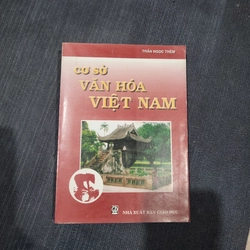 TRẦN NGỌC THÊM
CƠ SỞ
VĂN HÓA
VIỆT NAM
NHÀ XUẤT BẢN GIÁO DỤC